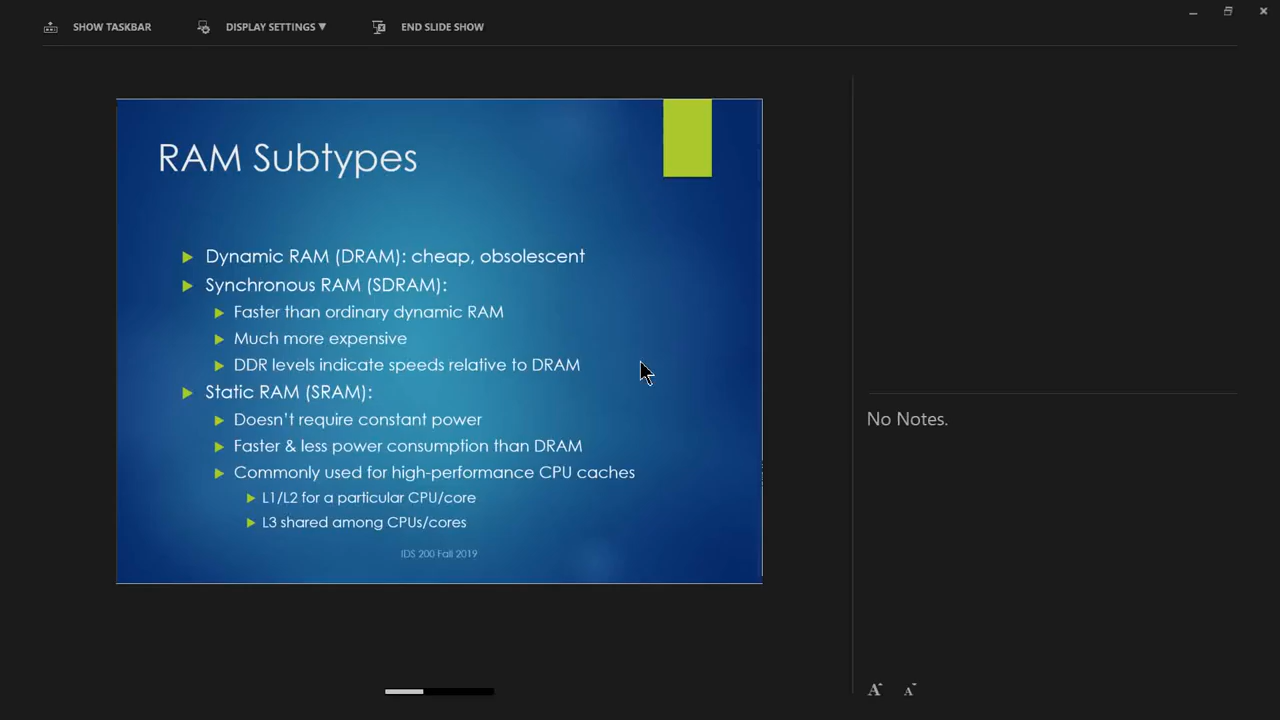 SHOW TASKBAR
DISPLAY SETTINGS ▼
END SLIDE SHOW
RAM Subtypes
Dynamic RAM (DRAM): cheap, obsolescent
Synchronous RAM (SDRAM):
Faster than ordinary dynamic RAM
Much more expensive
DDR levels indicate speeds relative to DRAM
Static RAM (SRAM):
Doesn't require constant power
Faster & less power consumption than DRAM
Commonly used for high-performance CPU caches
L1/L2 for a particular CPU/core
L3 shared among CPUs/cores
IDS 200 Fall 2019
No Notes.
A A